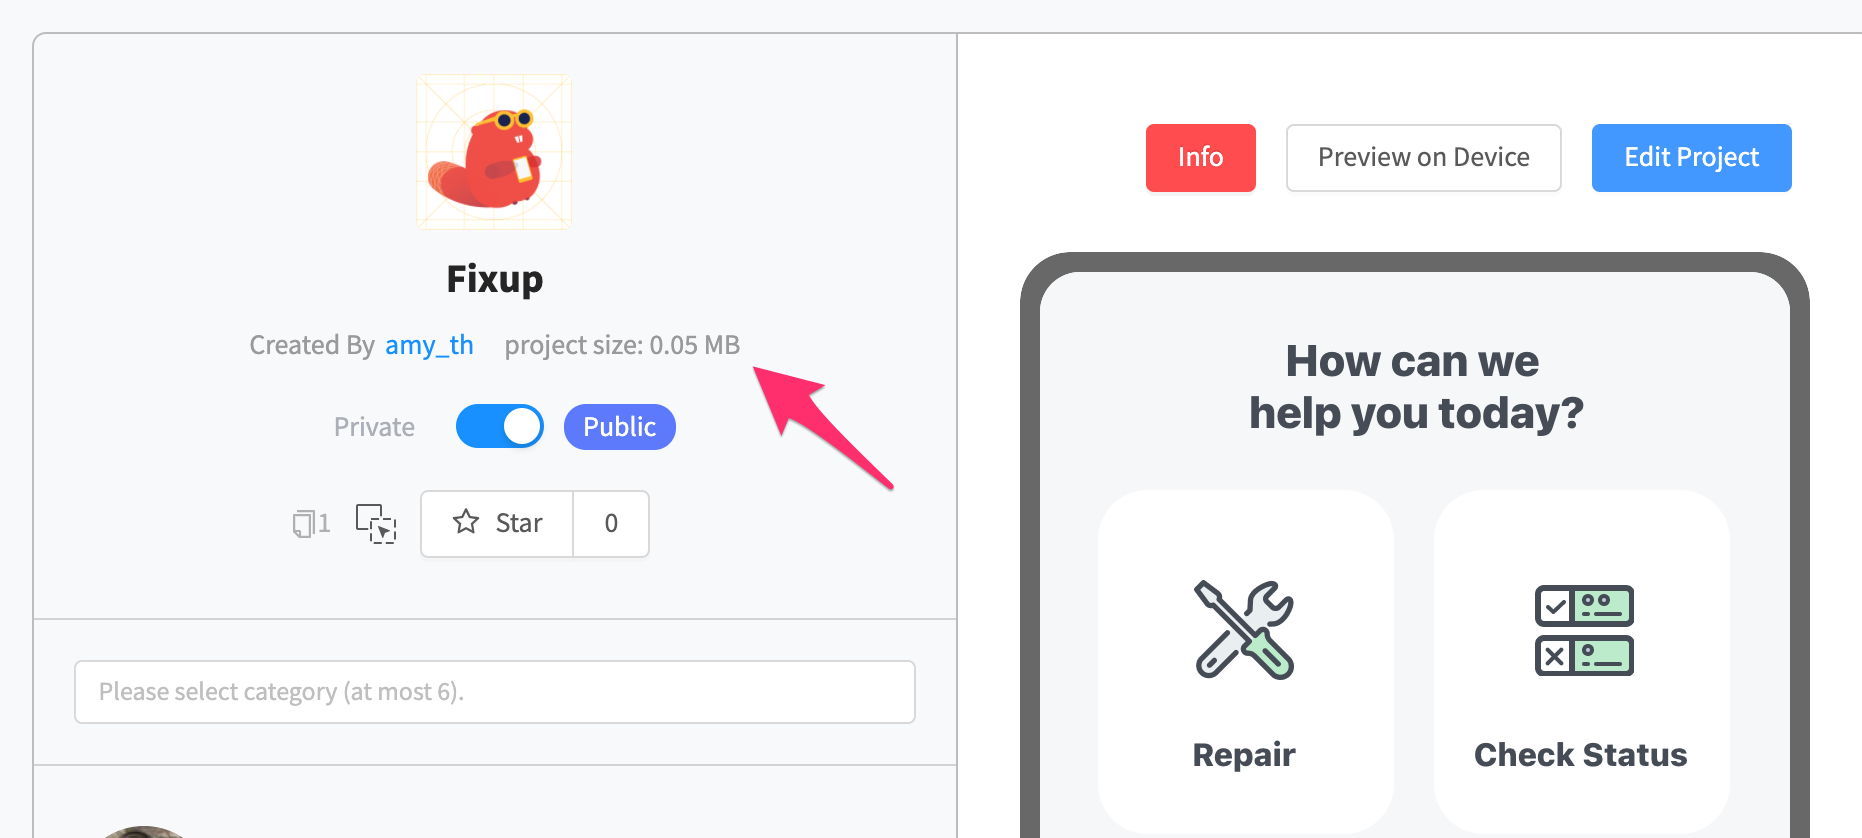 Fixup
Created By amy_th project size: 0.05 MB
Private Public
1 Star 0
Please select category (at most 6).
Info Preview on Device Edit Project
How can we
help you today?
Repair Check Status